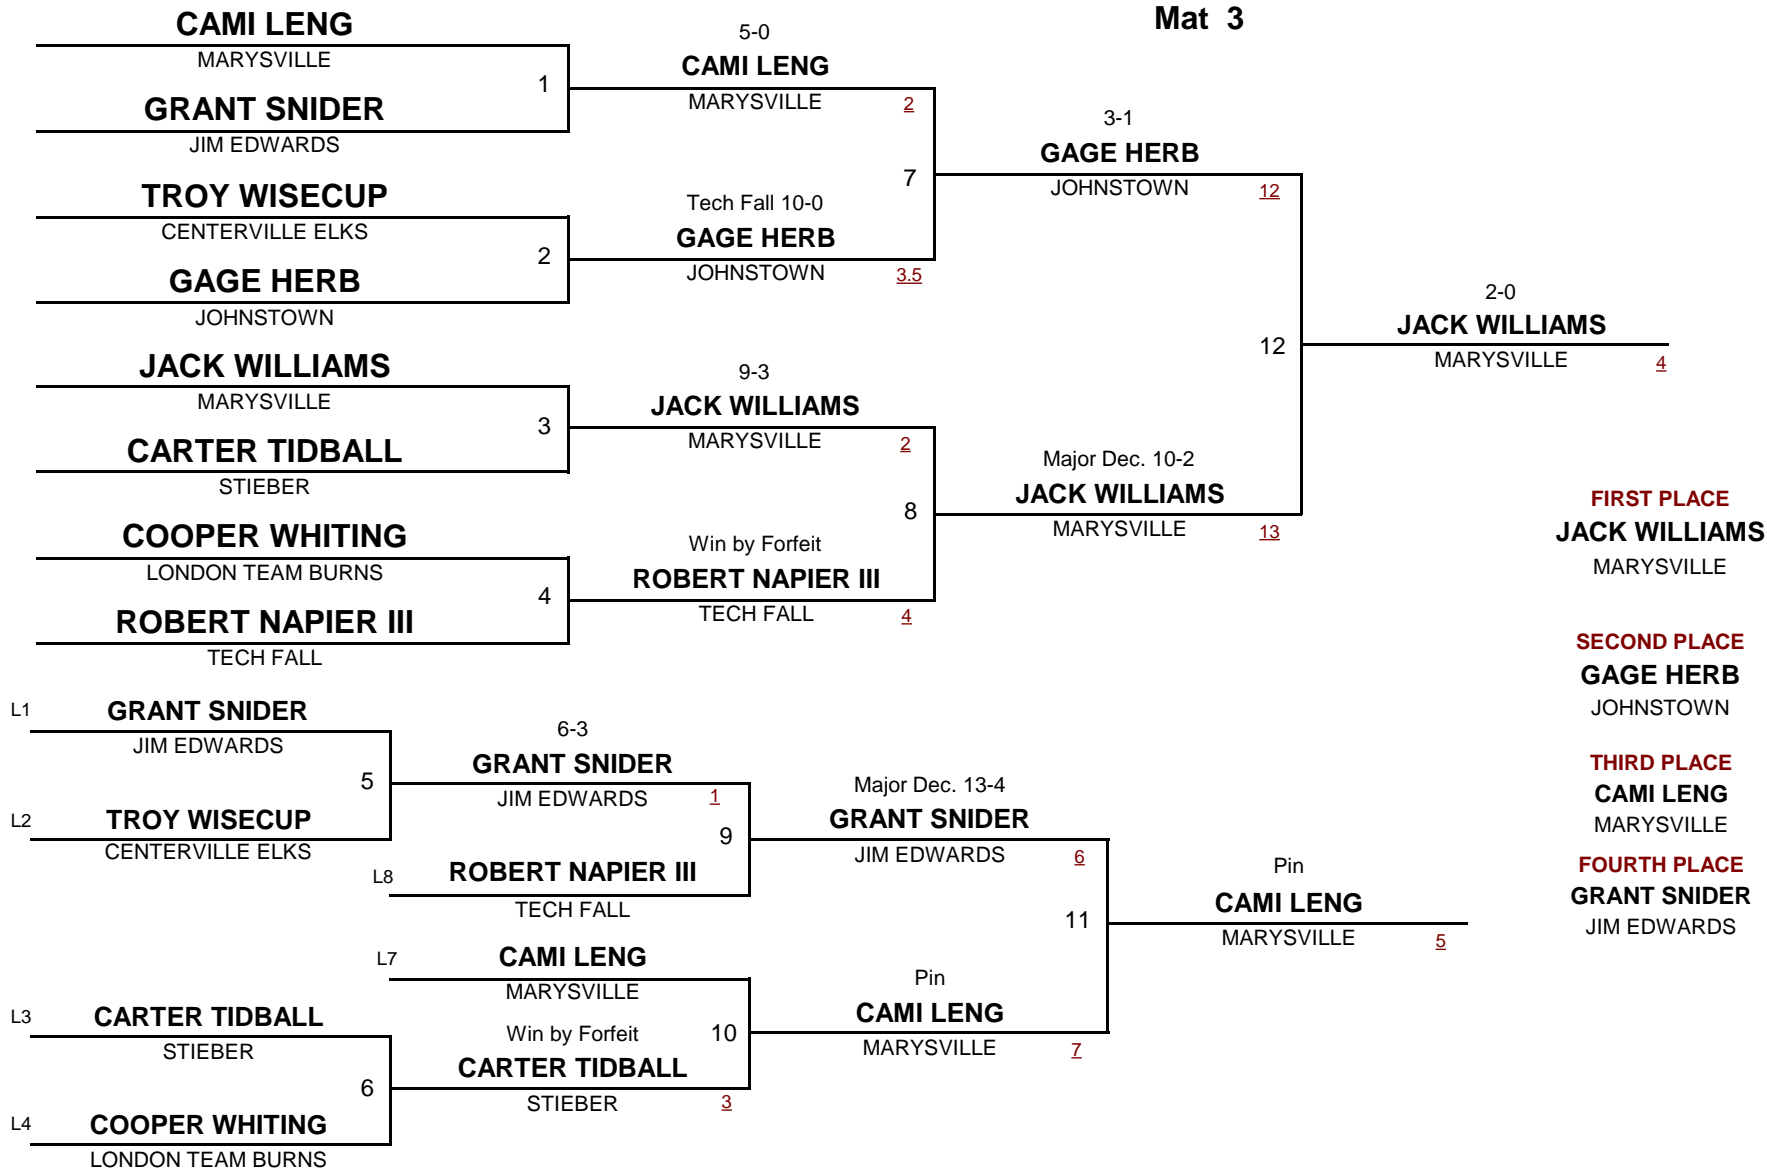 Mat 3
CAMI LENG
MARYSVILLE
1
GRANT SNIDER
JIM EDWARDS
TROY WISECUP
CENTERVILLE ELKS
2
GAGE HERB
JOHNSTOWN
JACK WILLIAMS
MARYSVILLE
3
CARTER TIDBALL
STIEBER
COOPER WHITING
LONDON TEAM BURNS
4
ROBERT NAPIER III
TECH FALL
5-0
CAMI LENG
MARYSVILLE 2
7
Tech Fall 10-0
GAGE HERB
JOHNSTOWN 3.5
9-3
JACK WILLIAMS
MARYSVILLE 2
8
Win by Forfeit
ROBERT NAPIER III
TECH FALL 4
3-1
GAGE HERB
JOHNSTOWN 12
12
Major Dec. 10-2
JACK WILLIAMS
MARYSVILLE 13
2-0
JACK WILLIAMS
MARYSVILLE 4
FIRST PLACE
JACK WILLIAMS
MARYSVILLE
SECOND PLACE
GAGE HERB
JOHNSTOWN
THIRD PLACE
CAMI LENG
MARYSVILLE
FOURTH PLACE
GRANT SNIDER
JIM EDWARDS
L1 GRANT SNIDER
JIM EDWARDS
5
L2 TROY WISECUP
CENTERVILLE ELKS
L3 CARTER TIDBALL
STIEBER
6
L4 COOPER WHITING
LONDON TEAM BURNS
6-3
GRANT SNIDER
JIM EDWARDS 1
9
L8 ROBERT NAPIER III
TECH FALL
L7 CAMI LENG
MARYSVILLE
10
Win by Forfeit
CARTER TIDBALL
STIEBER 3
Major Dec. 13-4
GRANT SNIDER
JIM EDWARDS 6
11
Pin
CAMI LENG
MARYSVILLE 7
Pin
CAMI LENG
MARYSVILLE 5